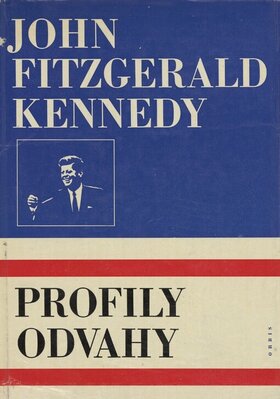 JOHN
FITZGERALD
KENNEDY
PROFILY
ODVAHY
ORBIS